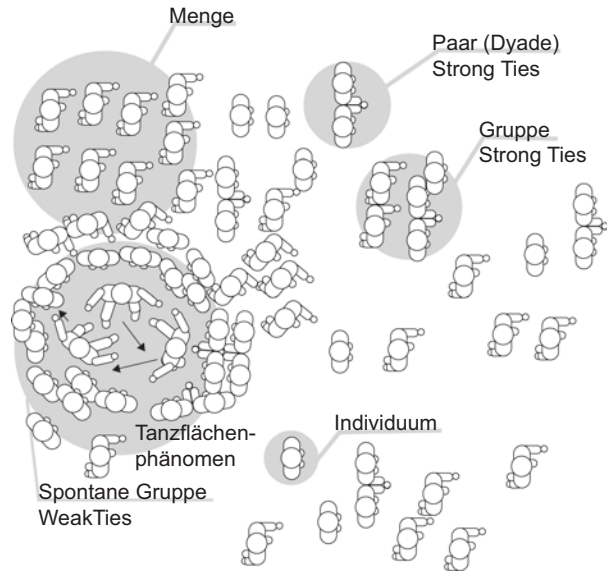 Menge
Paar (Dyade)
Strong Ties
Gruppe
Strong Ties
Individuum
Tanzflächen-
phänomen
Spontane Gruppe
WeakTies